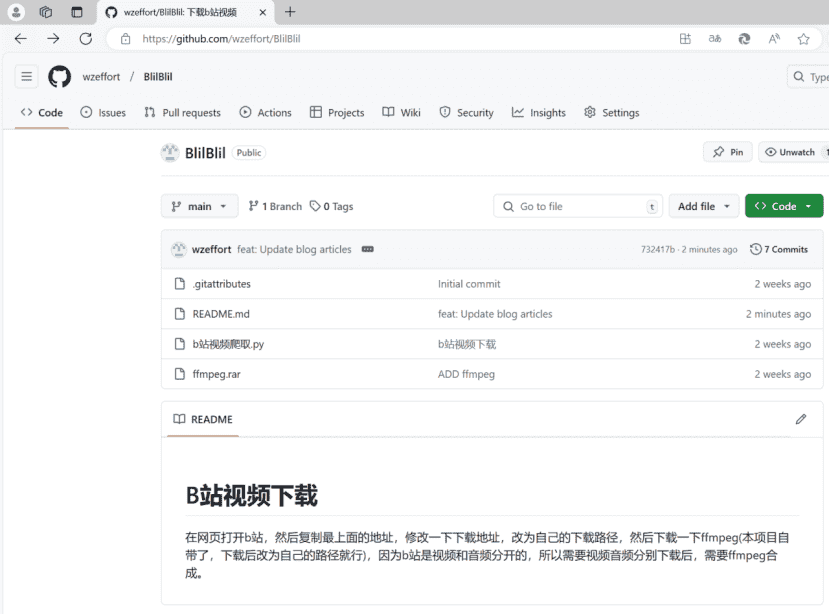 wzeffort/BlilBlil: 下载b站视频
https://github.com/wzeffort/BlilBlil
wzeffort / BlilBlil
Type
Code Issues Pull requests Actions Projects Wiki Security Insights Settings
BlilBlil Public
Pin Unwatch 1
main 1 Branch 0 Tags Go to file t Add file Code
wzeffort feat: Update blog articles 732417b · 2 minutes ago 7 Commits
.gitattributes Initial commit 2 weeks ago
README.md feat: Update blog articles 2 minutes ago
b站视频爬取.py b站视频下载 2 weeks ago
ffmpeg.rar ADD ffmpeg 2 weeks ago
README
B站视频下载
在网页打开b站，然后复制最上面的地址，修改一下下载地址，改为自己的下载路径，然后下载一下ffmpeg(本项目自
带了，下载后改为自己的路径就行)，因为b站是视频和音频分开的，所以需要视频音频分别下载后，需要ffmpeg合
成。